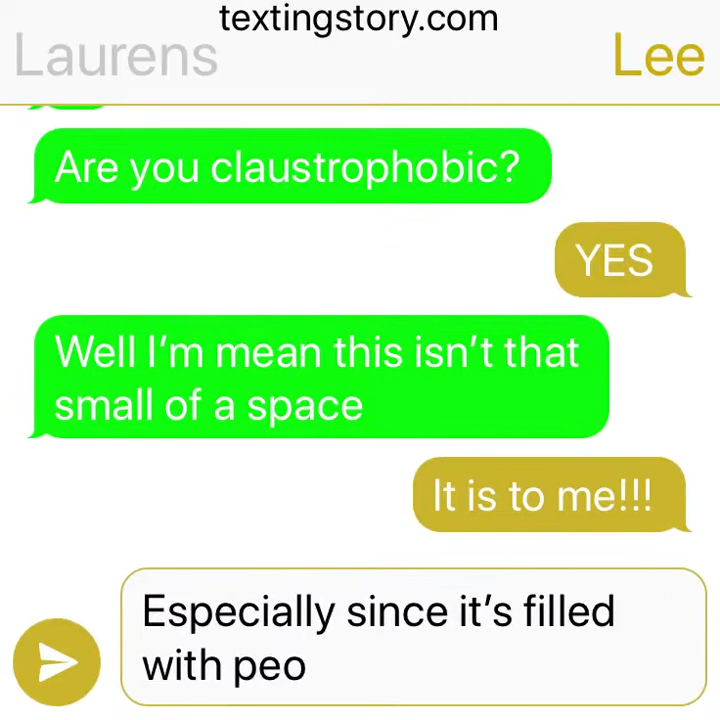 textingstory.com
Laurens
Lee
Are you claustrophobic?
YES
Well I’m mean this isn’t that
small of a space
It is to me!!!
Especially since it’s filled
with peo